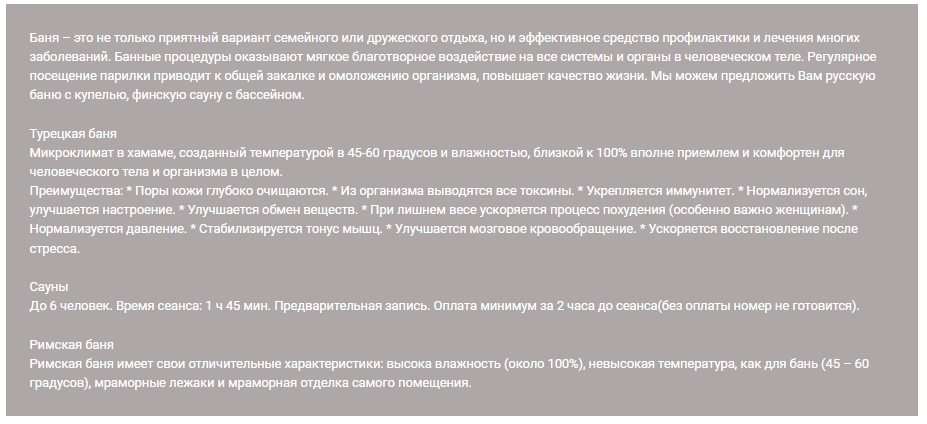 Баня – это не только приятный вариант семейного или дружеского отдыха, но и эффективное средство профилактики и лечения многих
заболеваний. Банные процедуры оказывают мягкое благотворное воздействие на все системы и органы в человеческом теле. Регулярное
посещение парилки приводит к общей закалке и омоложению организма, повышает качество жизни. Мы можем предложить Вам русскую
баню с купелью, финскую сауну с бассейном.
Турецкая баня
Микроклимат в хамаме, созданный температурой в 45-60 градусов и влажностью, близкой к 100% вполне приемлем и комфортен для
человеческого тела и организма в целом.
Преимущества: * Поры кожи глубоко очищаются. * Из организма выводятся все токсины. * Укрепляется иммунитет. * Нормализуется сон,
улучшается настроение. * Улучшается обмен веществ. * При лишнем весе ускоряется процесс похудения (особенно важно женщинам). *
Нормализуется давление. * Стабилизируется тонус мышц. * Улучшается мозговое кровообращение. * Ускоряется восстановление после
стресса.
Сауны
До 6 человек. Время сеанса: 1 ч 45 мин. Предварительная запись. Оплата минимум за 2 часа до сеанса(без оплаты номер не готовится).
Римская баня
Римская баня имеет свои отличительные характеристики: высока влажность (около 100%), невысокая температура, как для бань (45 – 60
градусов), мраморные лежаки и мраморная отделка самого помещения.